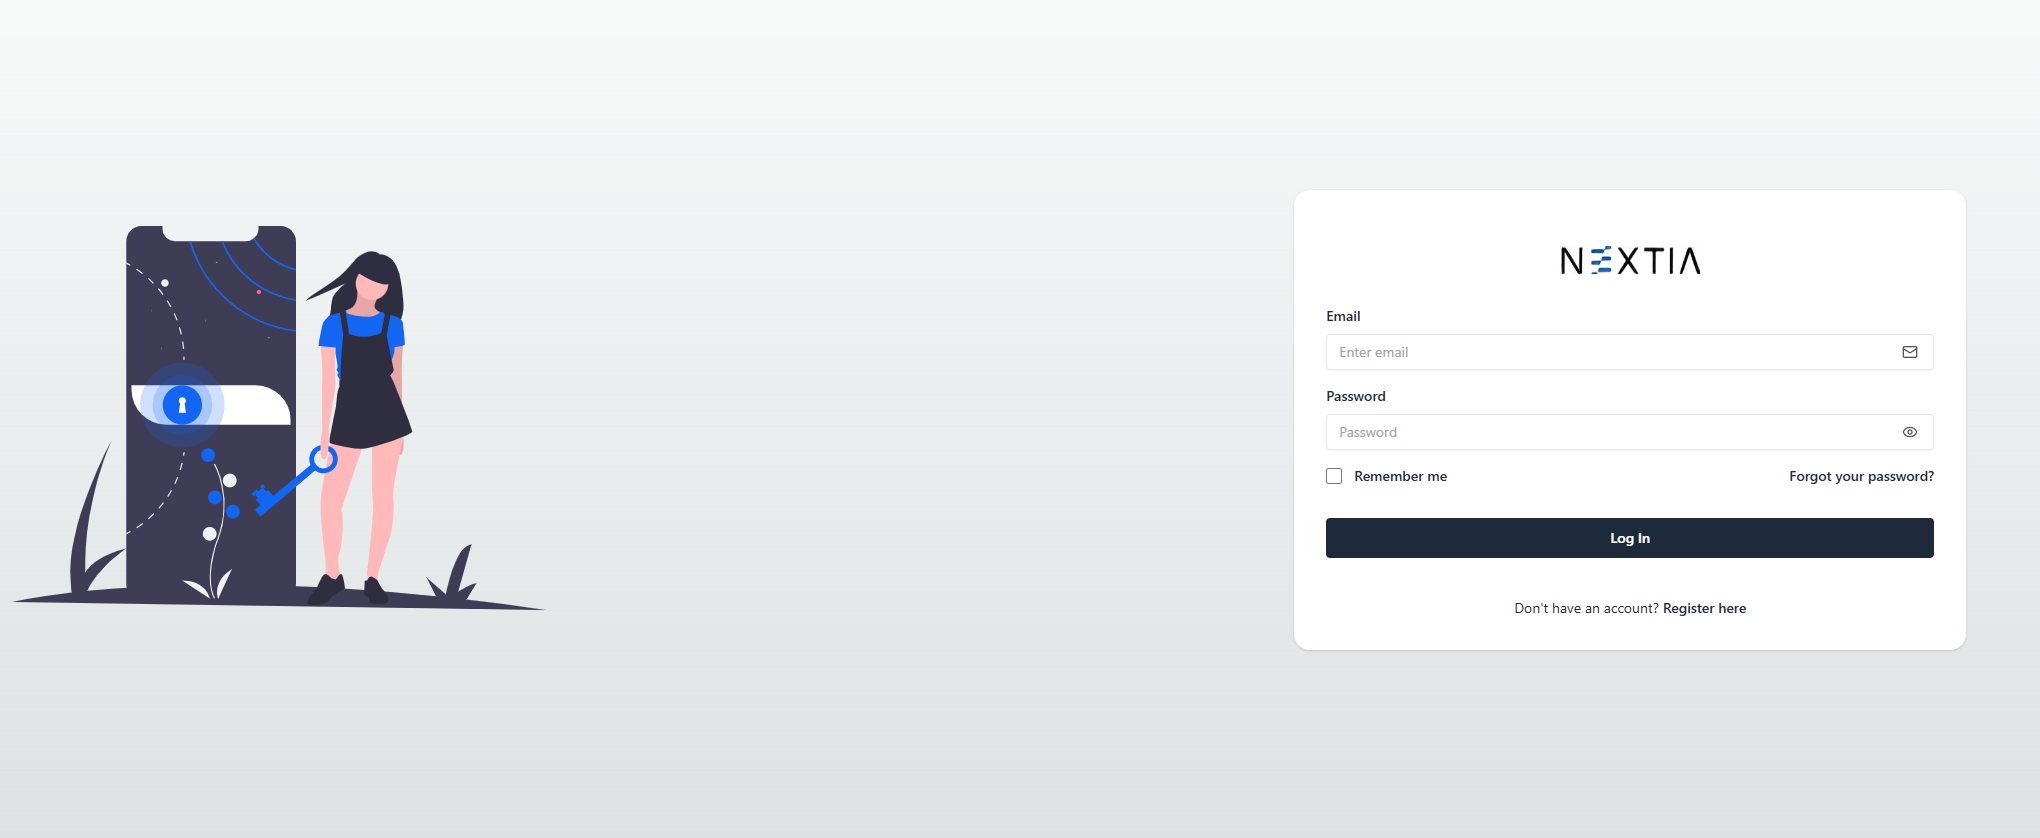 NEXTIA
Email
Enter email
Password
Password
Remember me
Forgot your password?
Log In
Don't have an account? Register here